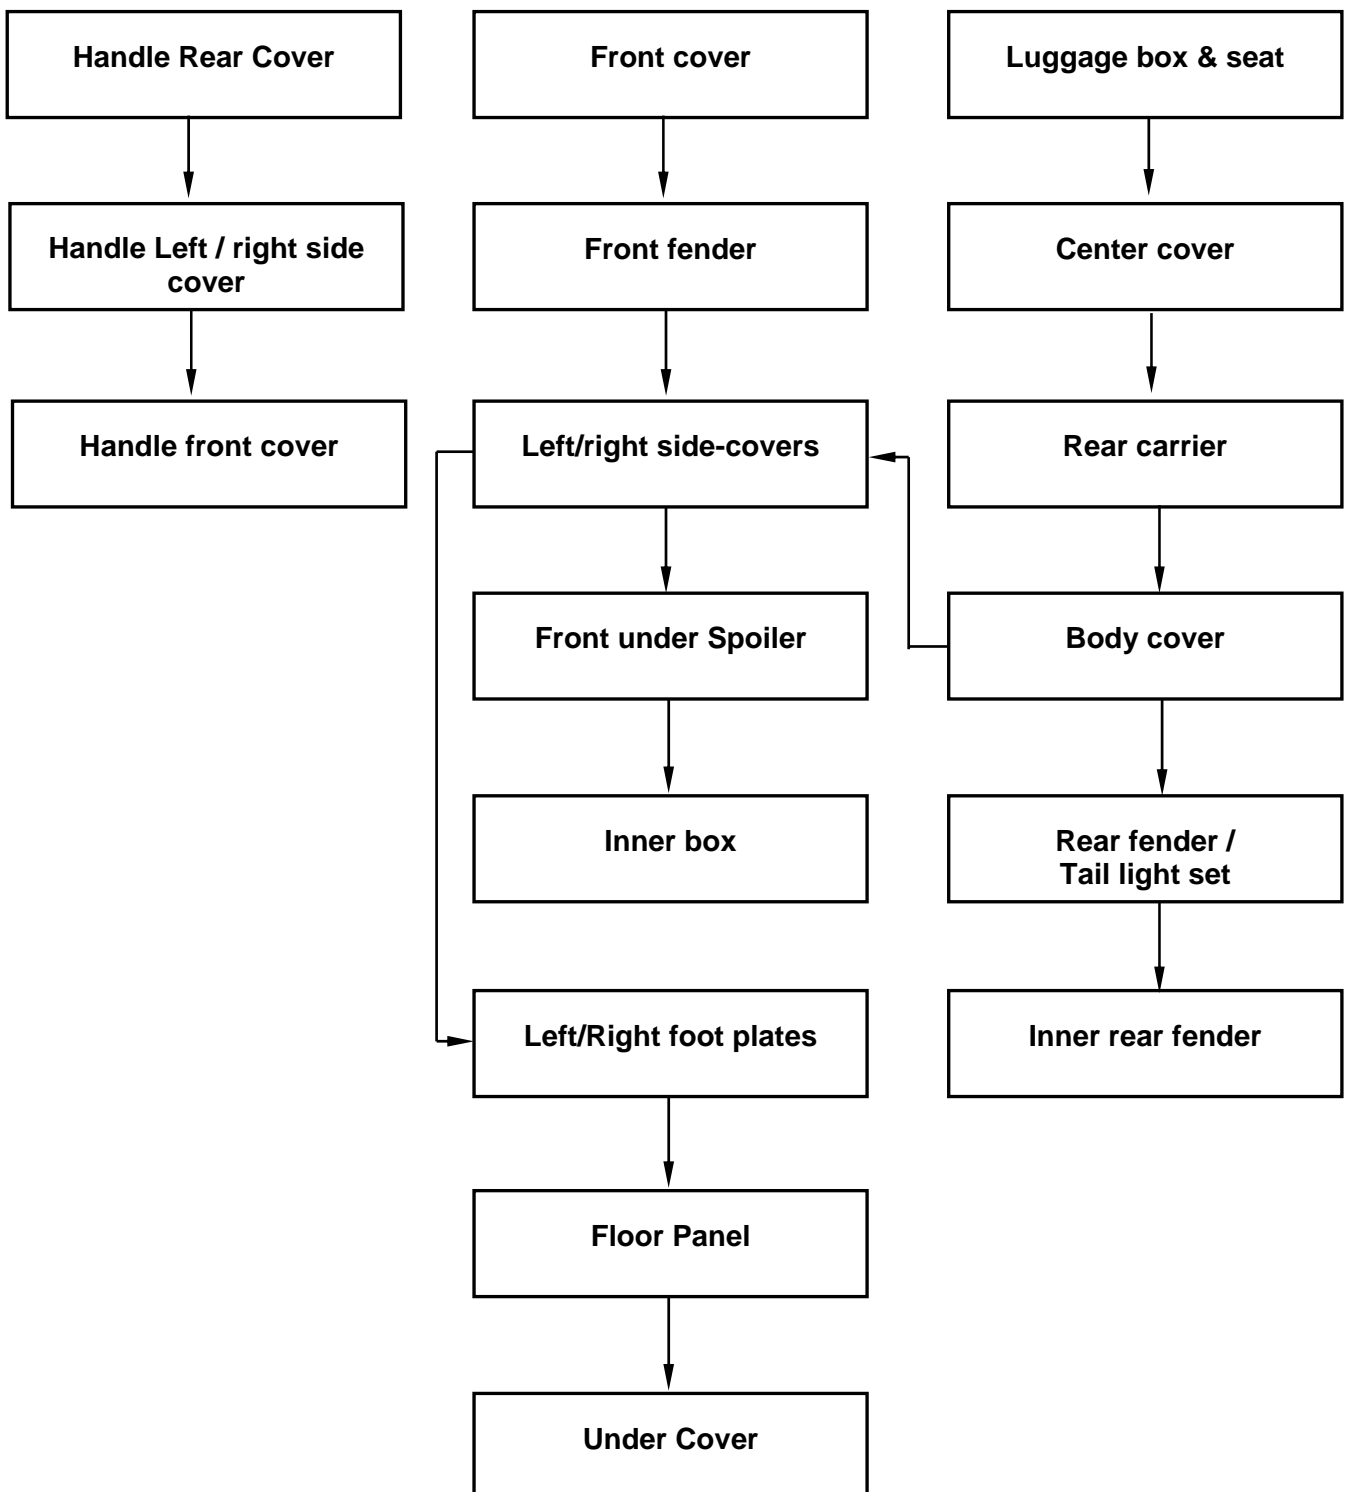 Handle Rear Cover
Front cover
Luggage box & seat
Handle Left / right side
cover
Front fender
Center cover
Handle front cover
Left/right side-covers
Rear carrier
Front under Spoiler
Body cover
Inner box
Rear fender /
Tail light set
Left/Right foot plates
Inner rear fender
Floor Panel
Under Cover